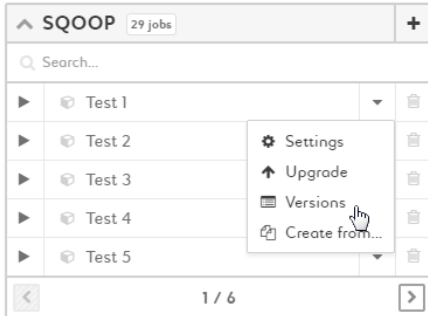 SQOOP 29 jobs
Search...
Test 1
Test 2
Settings
Upgrade
Test 3
Versions
Test 4
Create from...
Test 5
1 / 6